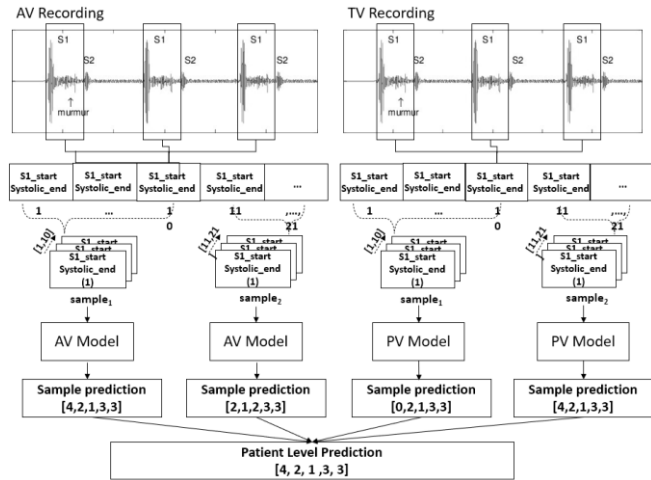 AV Recording
TV Recording
S1 S1 S1
S2 S2 S2
murmur
S1 S1 S1
S2 S2 S2
murmur
S1_start S1_start S1_start S1_start ...
Systolic_end Systolic_end Systolic_end Systolic_end
S1_start S1_start S1_start S1_start ...
Systolic_end Systolic_end Systolic_end Systolic_end
1 ... 1 11 ,...,
0 21
1 ... 1 11 ,...,
0 21
[1,10]
S1_start
S1_start
Systolic_end
(1)
[11,21
]
S1_start
S1_start
Systolic_end
(1)
[1,10]
S1_start
S1_start
Systolic_end
(1)
[11,21
]
S1_start
S1_start
Systolic_end
(1)
sample1 sample2 sample1 sample2
AV Model AV Model PV Model PV Model
Sample prediction Sample prediction Sample prediction Sample prediction
[4,2,1,3,3] [2,1,2,3,3] [0,2,1,3,3] [4,2,1,3,3]
Patient Level Prediction
[4, 2, 1 ,3, 3]